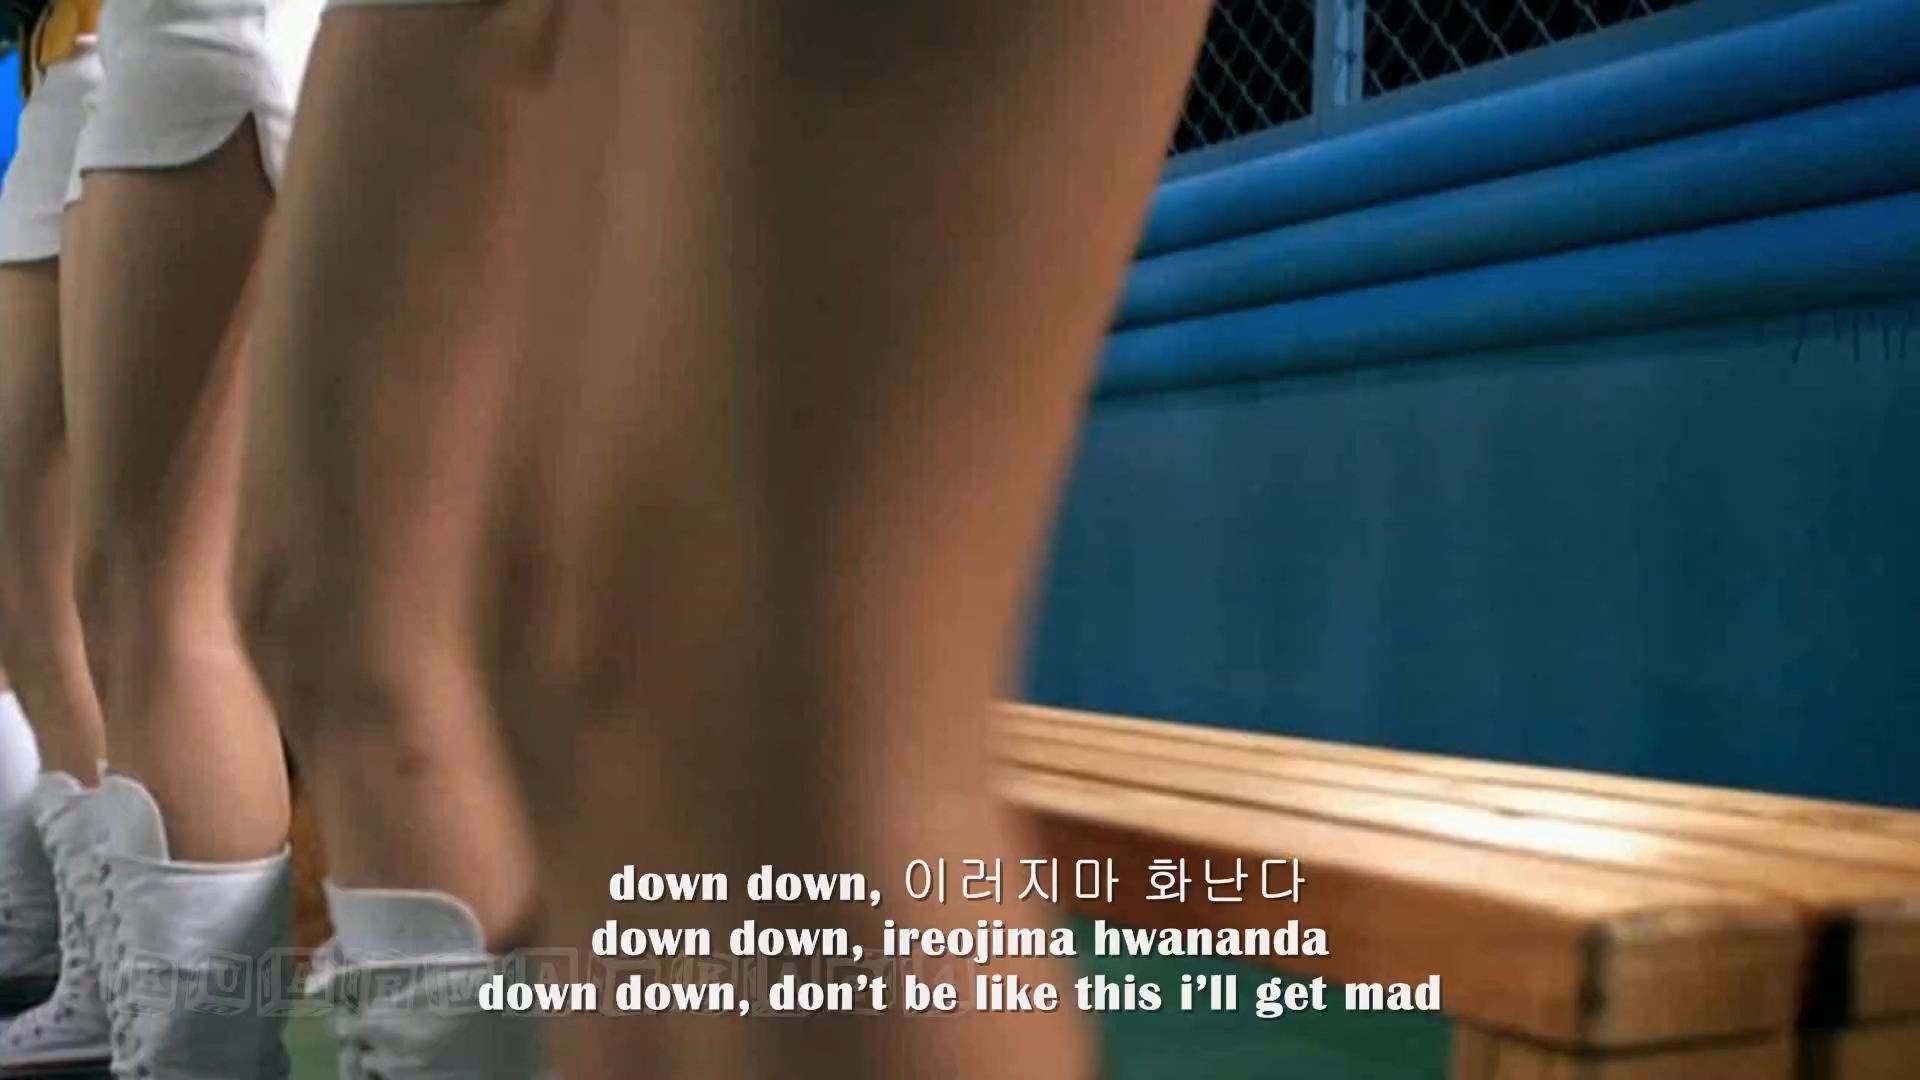 down down, 이러지마 화난다
down down, ireojima hwananda
down down, don't be like this i'll get mad